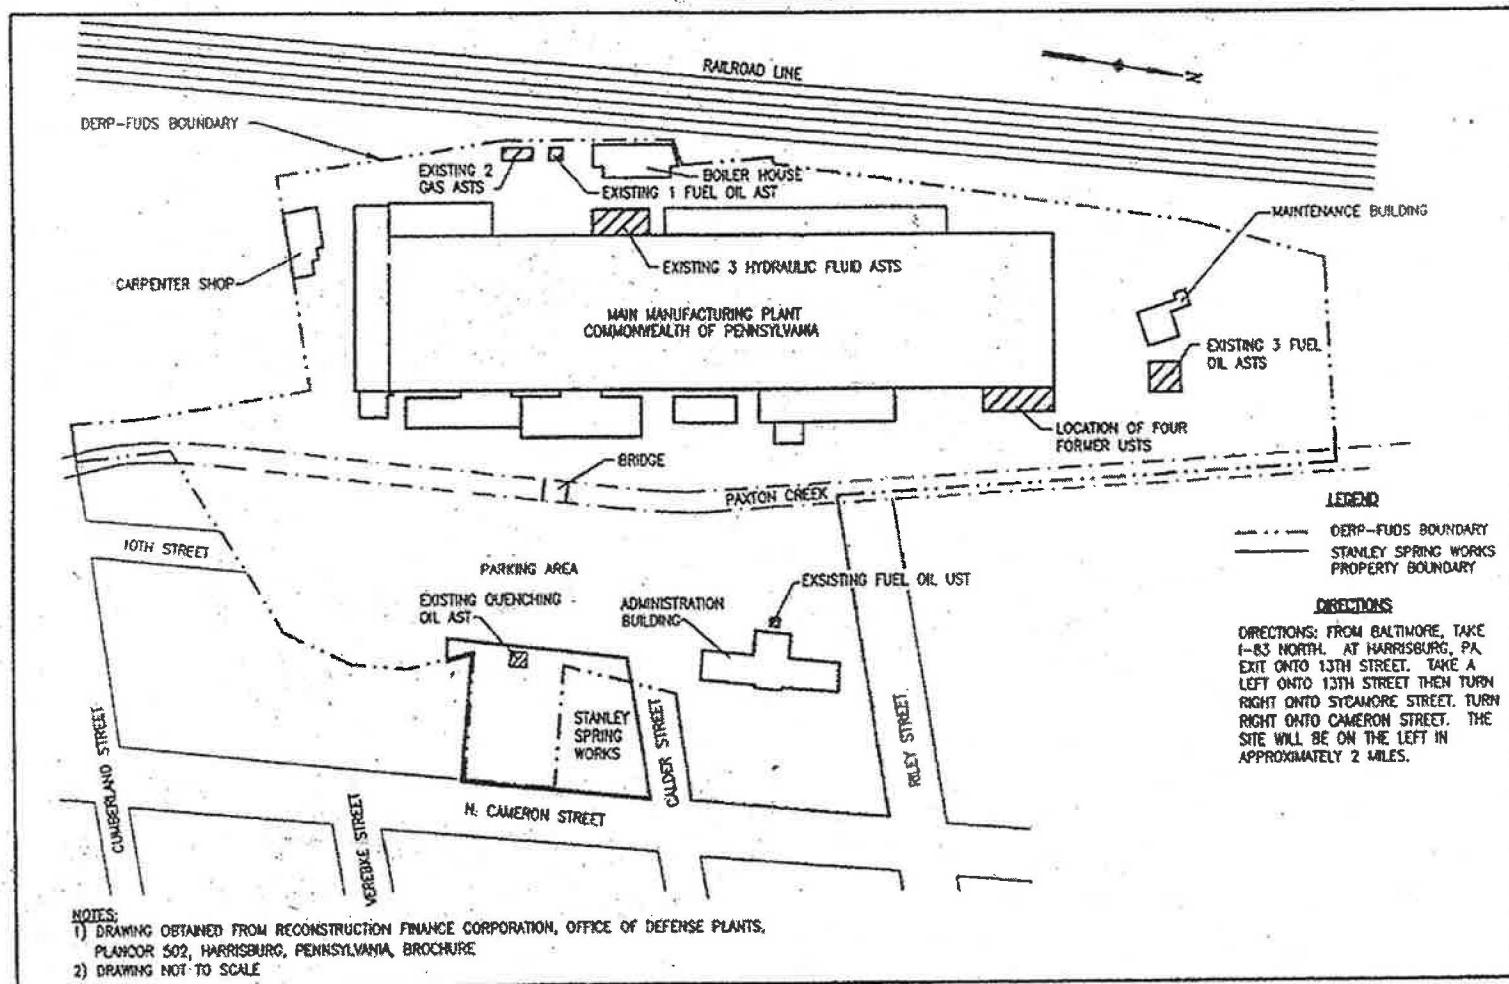 RAILROAD LINE
N
DERP-FUDS BOUNDARY
EXISTING 2
GAS ASTS
BOILER HOUSE
EXISTING 1 FUEL OIL AST
MAINTENANCE BUILDING
CARPENTER SHOP
EXISTING 3 HYDRAULIC FLUID ASTS
MAIN MANUFACTURING PLANT
COMMONWEALTH OF PENNSYLVANIA
EXISTING 3 FUEL
OIL ASTS
LOCATION OF FOUR
FORMER USTS
BRIDGE
PAXTON CREEK
LEGEND
DERP-FUDS BOUNDARY
STANLEY SPRING WORKS
PROPERTY BOUNDARY
10TH STREET
PARKING AREA
EXISTING QUENCHING
OIL AST
ADMINISTRATION
BUILDING
EXSISTING FUEL OIL UST
DIRECTIONS
DIRECTIONS: FROM BALTIMORE, TAKE
I-83 NORTH. AT HARRISBURG, PA,
EXIT ONTO 13TH STREET. TAKE A
LEFT ONTO 13TH STREET THEN TURN
RIGHT ONTO SYCAMORE STREET. TURN
RIGHT ONTO CAMERON STREET. THE
SITE WILL BE ON THE LEFT IN
APPROXIMATELY 2 MILES.
STANLEY
SPRING
WORKS
CALDER STREET
RILEY STREET
CUMBERLAND STREET
N. CAMERON STREET
VEREBKE STREET
NOTES:
1) DRAWING OBTAINED FROM RECONSTRUCTION FINANCE CORPORATION, OFFICE OF DEFENSE PLANTS,
PLANCOR 502, HARRISBURG, PENNSYLVANIA, BROCHURE
2) DRAWING NOT TO SCALE